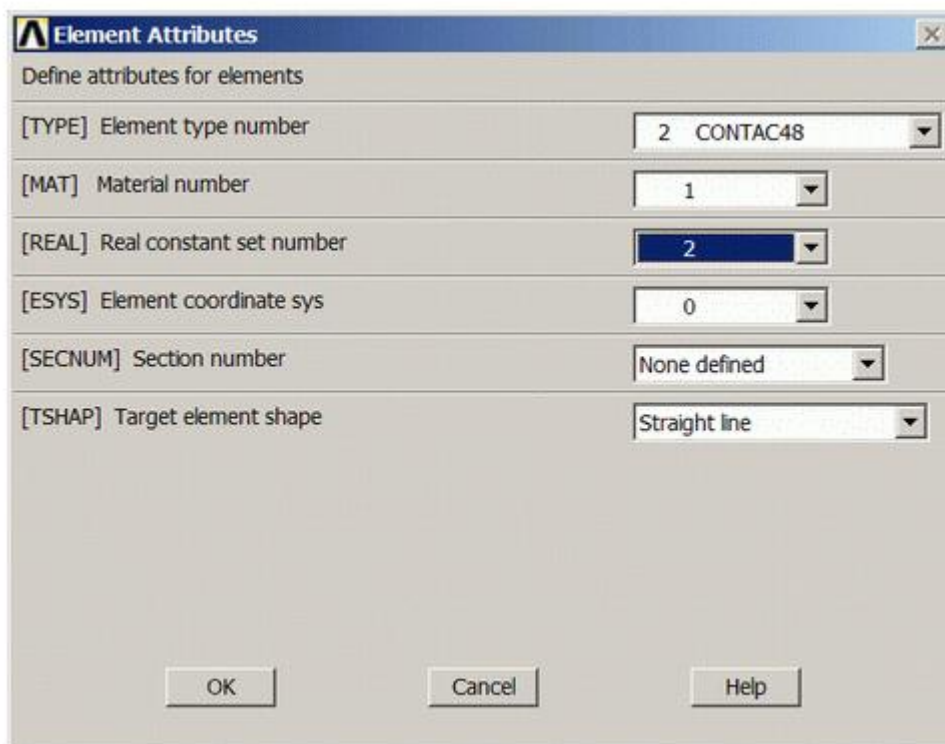 Element Attributes
Define attributes for elements
[TYPE] Element type number 2 CONTAC48
[MAT] Material number 1
[REAL] Real constant set number 2
[ESYS] Element coordinate sys 0
[SECNUM] Section number None defined
[TSHAP] Target element shape Straight line
OK Cancel Help